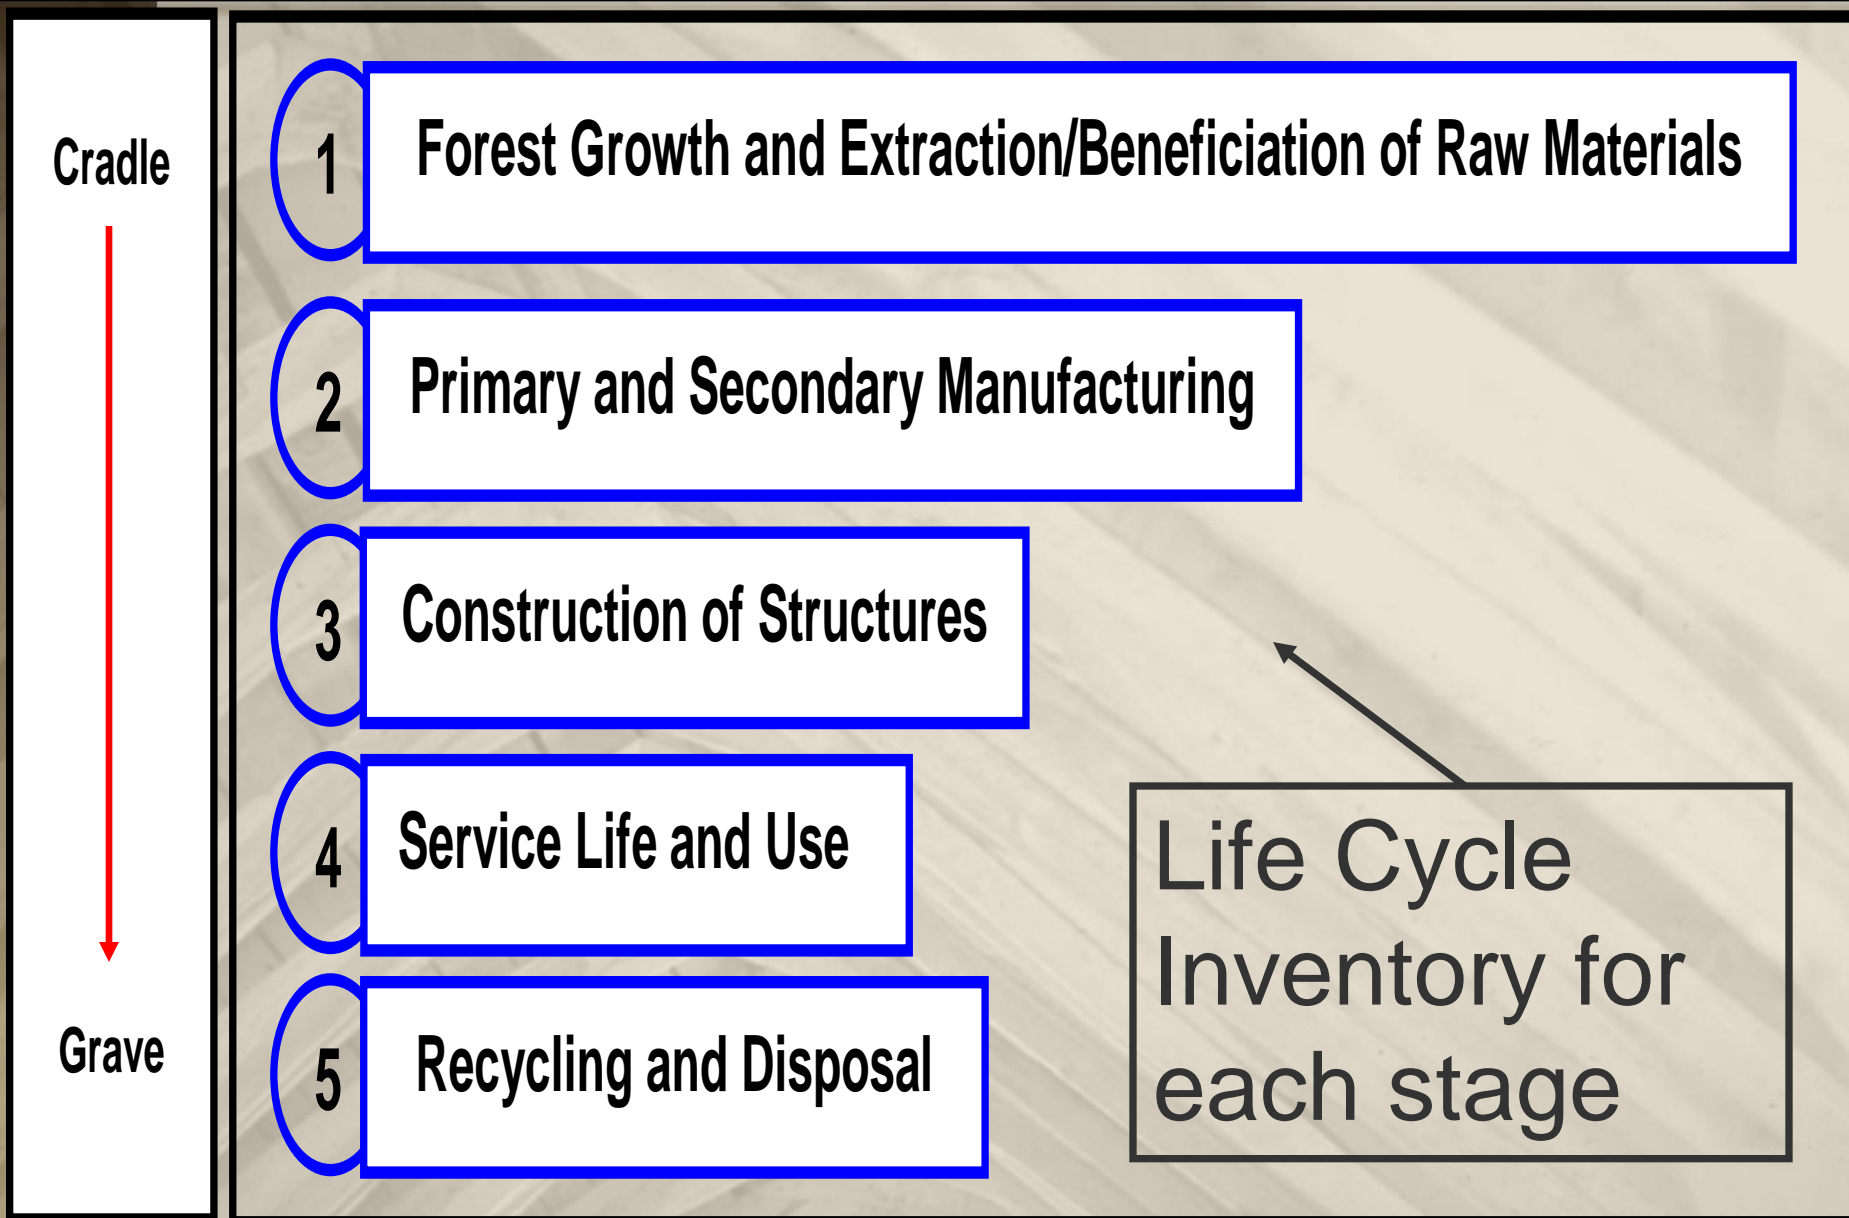 Cradle
Grave
1 Forest Growth and Extraction/Beneficiation of Raw Materials
2 Primary and Secondary Manufacturing
3 Construction of Structures
4 Service Life and Use
5 Recycling and Disposal
Life Cycle
Inventory for
each stage